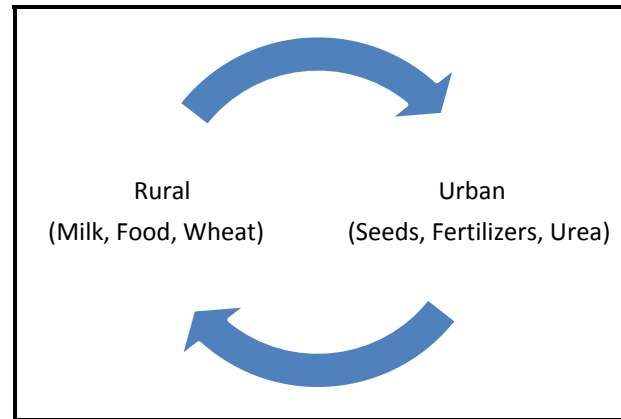 Rural
(Milk, Food, Wheat)
Urban
(Seeds, Fertilizers, Urea)